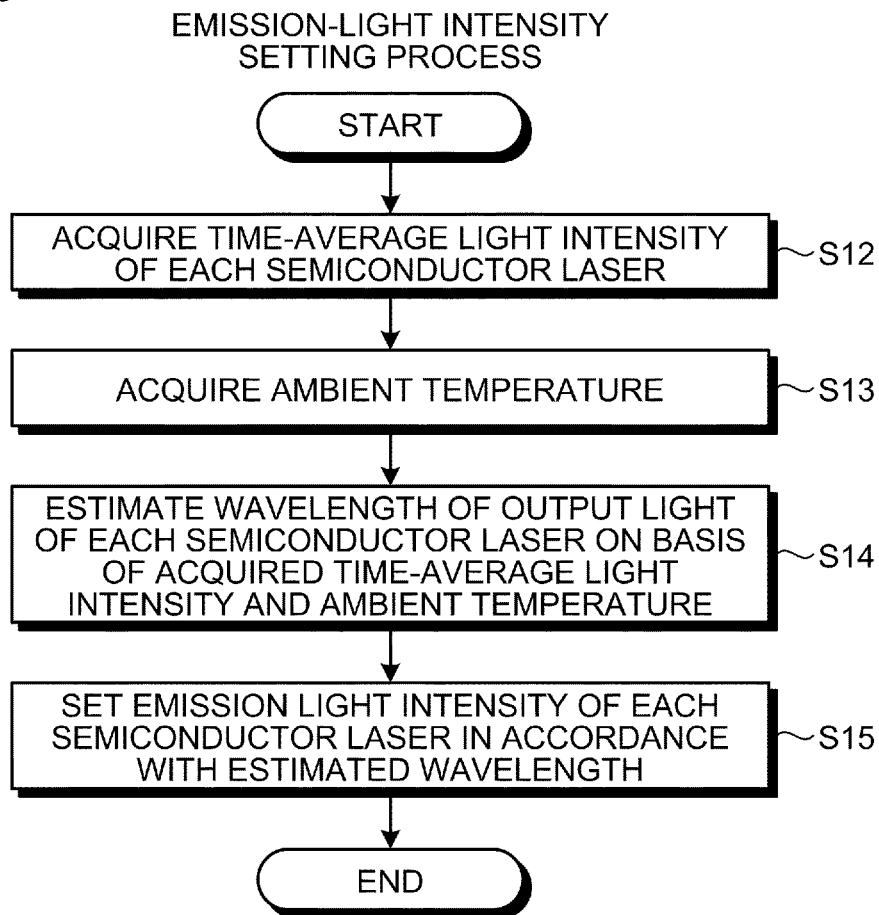 EMISSION-LIGHT INTENSITY
SETTING PROCESS
START
ACQUIRE TIME-AVERAGE LIGHT INTENSITY
OF EACH SEMICONDUCTOR LASER
S12
ACQUIRE AMBIENT TEMPERATURE
S13
ESTIMATE WAVELENGTH OF OUTPUT LIGHT
OF EACH SEMICONDUCTOR LASER ON BASIS
OF ACQUIRED TIME-AVERAGE LIGHT
INTENSITY AND AMBIENT TEMPERATURE
S14
SET EMISSION LIGHT INTENSITY OF EACH
SEMICONDUCTOR LASER IN ACCORDANCE
WITH ESTIMATED WAVELENGTH
S15
END